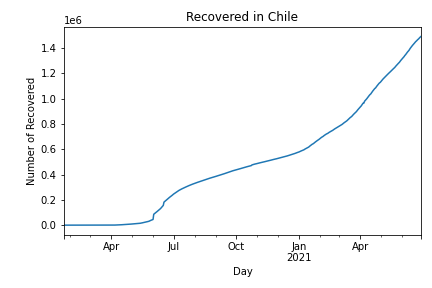 Recovered in Chile
1e6
1.4
1.2
1.0
0.8
0.6
0.4
0.2
0.0
Number of Recovered
Apr
Jul
Oct
Jan
2021
Apr
Day